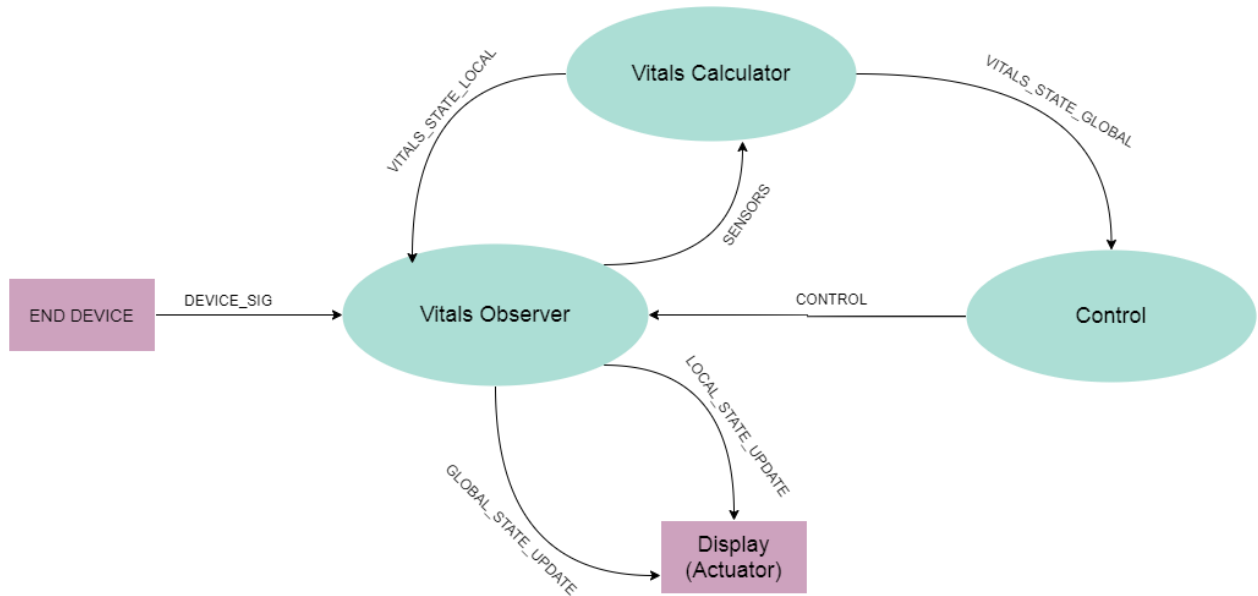 Vitals Calculator
VITALS_STATE_LOCAL
VITALS_STATE_GLOBAL
SENSORS
END DEVICE
DEVICE_SIG
Vitals Observer
CONTROL
Control
LOCAL_STATE_UPDATE
GLOBAL_STATE_UPDATE
Display
(Actuator)